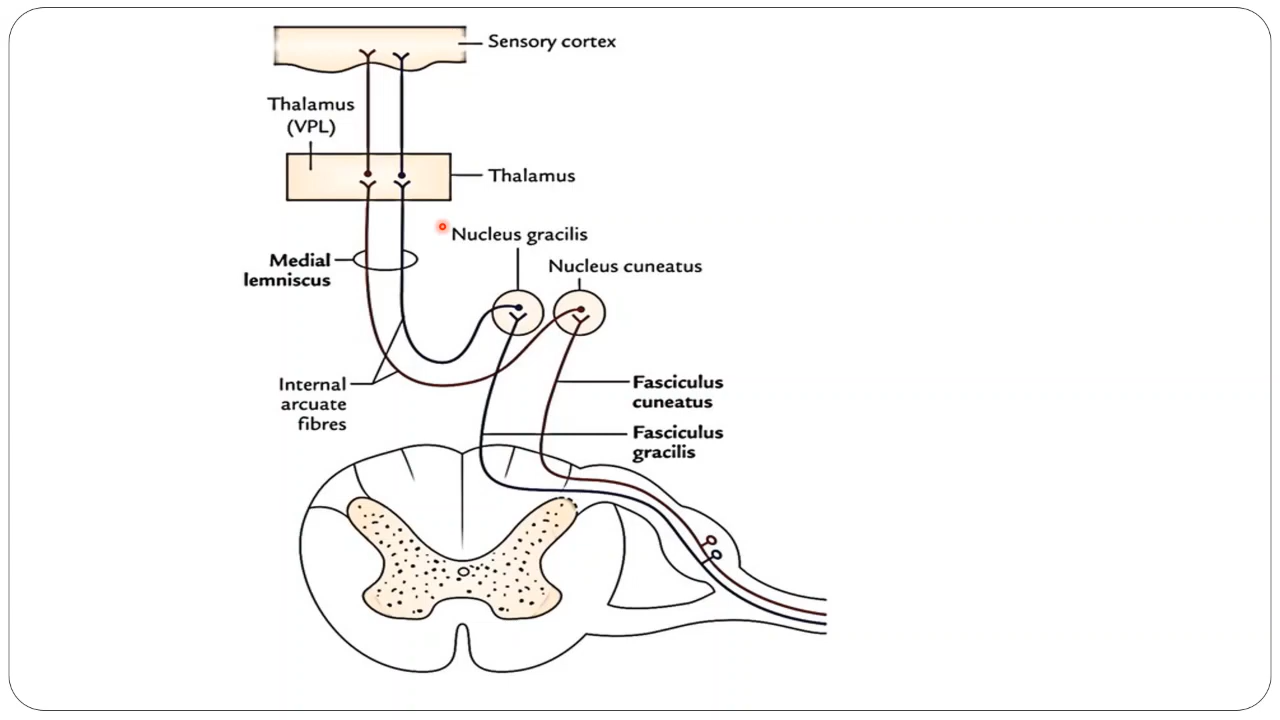 Sensory cortex
Thalamus
(VPL)
Thalamus
Nucleus gracilis
Medial
lemniscus
Nucleus cuneatus
Internal
arcuate
fibres
Fasciculus
cuneatus
Fasciculus
gracilis